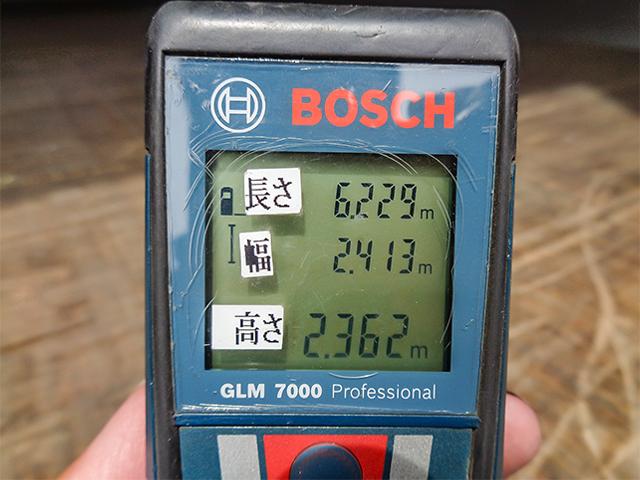 BOSCH
長さ 6.229 m
幅 2.413 m
高さ 2.362 m
GLM 7000 Professional